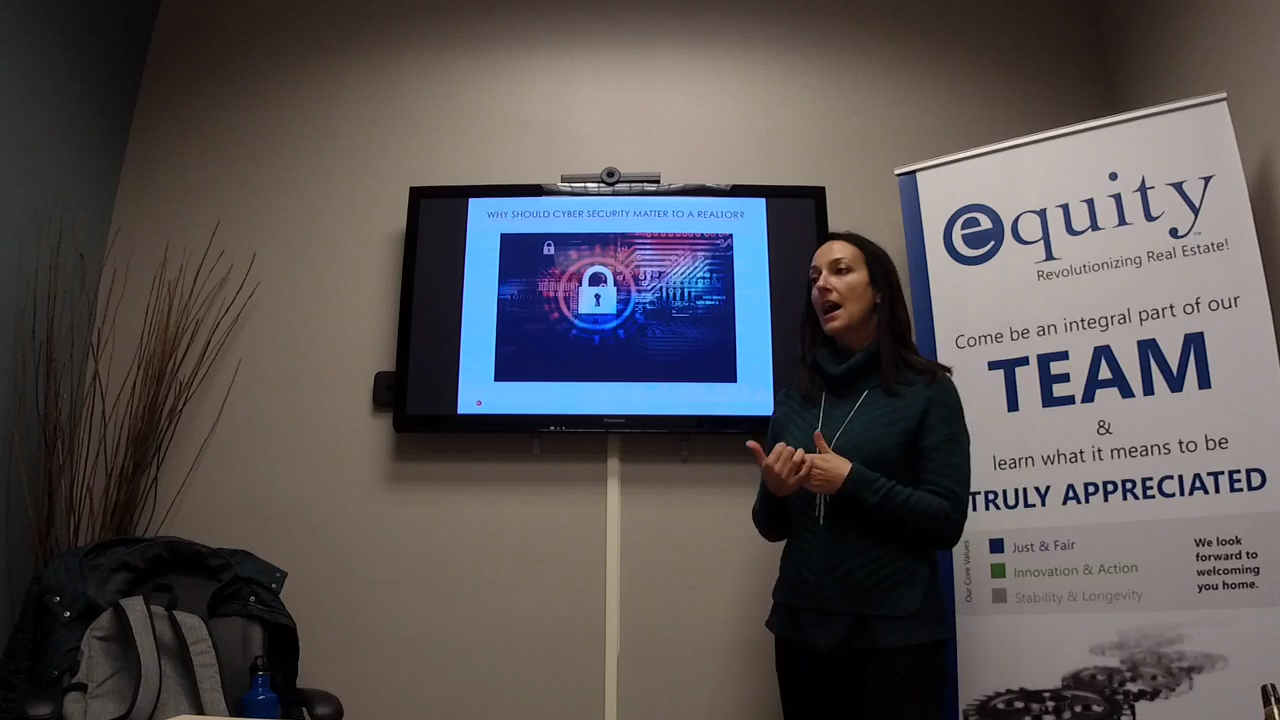 WHY SHOULD CYBER SECURITY MATTER TO A REALTOR?
Panasonic
equity™
Revolutionizing Real Estate!
Come be an integral part of our
TEAM
&
learn what it means to be
TRULY APPRECIATED
Our Core Values
Just & Fair
Innovation & Action
Stability & Longevity
We look
forward to
welcoming
you home.